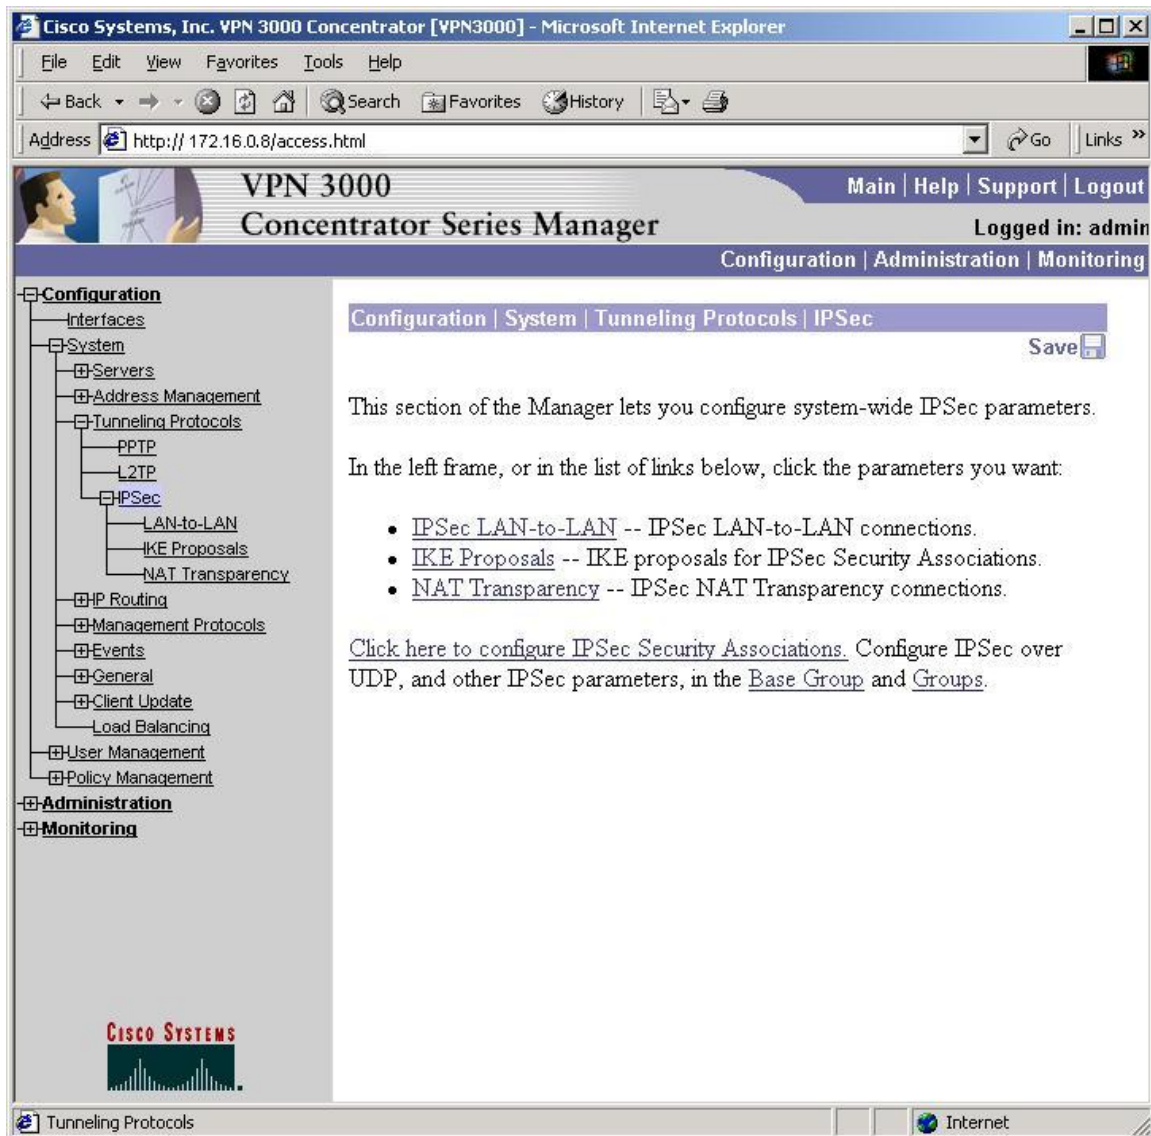 Cisco Systems, Inc. VPN 3000 Concentrator [VPN3000] - Microsoft Internet Explorer
File Edit View Favorites Tools Help
Back Search Favorites History
Address http:// 172.16.0.8/access.html Go Links »
VPN 3000
Concentrator Series Manager
Main | Help | Support | Logout
Logged in: admin
Configuration | Administration | Monitoring
Configuration
Interfaces
System
Servers
Address Management
Tunneling Protocols
PPTP
L2TP
IPSec
LAN-to-LAN
IKE Proposals
NAT Transparency
IP Routing
Management Protocols
Events
General
Client Update
Load Balancing
User Management
Policy Management
Administration
Monitoring
CISCO SYSTEMS
Configuration | System | Tunneling Protocols | IPSec
Save
This section of the Manager lets you configure system-wide IPSec parameters.
In the left frame, or in the list of links below, click the parameters you want:
• IPSec LAN-to-LAN -- IPSec LAN-to-LAN connections.
• IKE Proposals -- IKE proposals for IPSec Security Associations.
• NAT Transparency -- IPSec NAT Transparency connections.
Click here to configure IPSec Security Associations. Configure IPSec over
UDP, and other IPSec parameters, in the Base Group and Groups.
Tunneling Protocols Internet